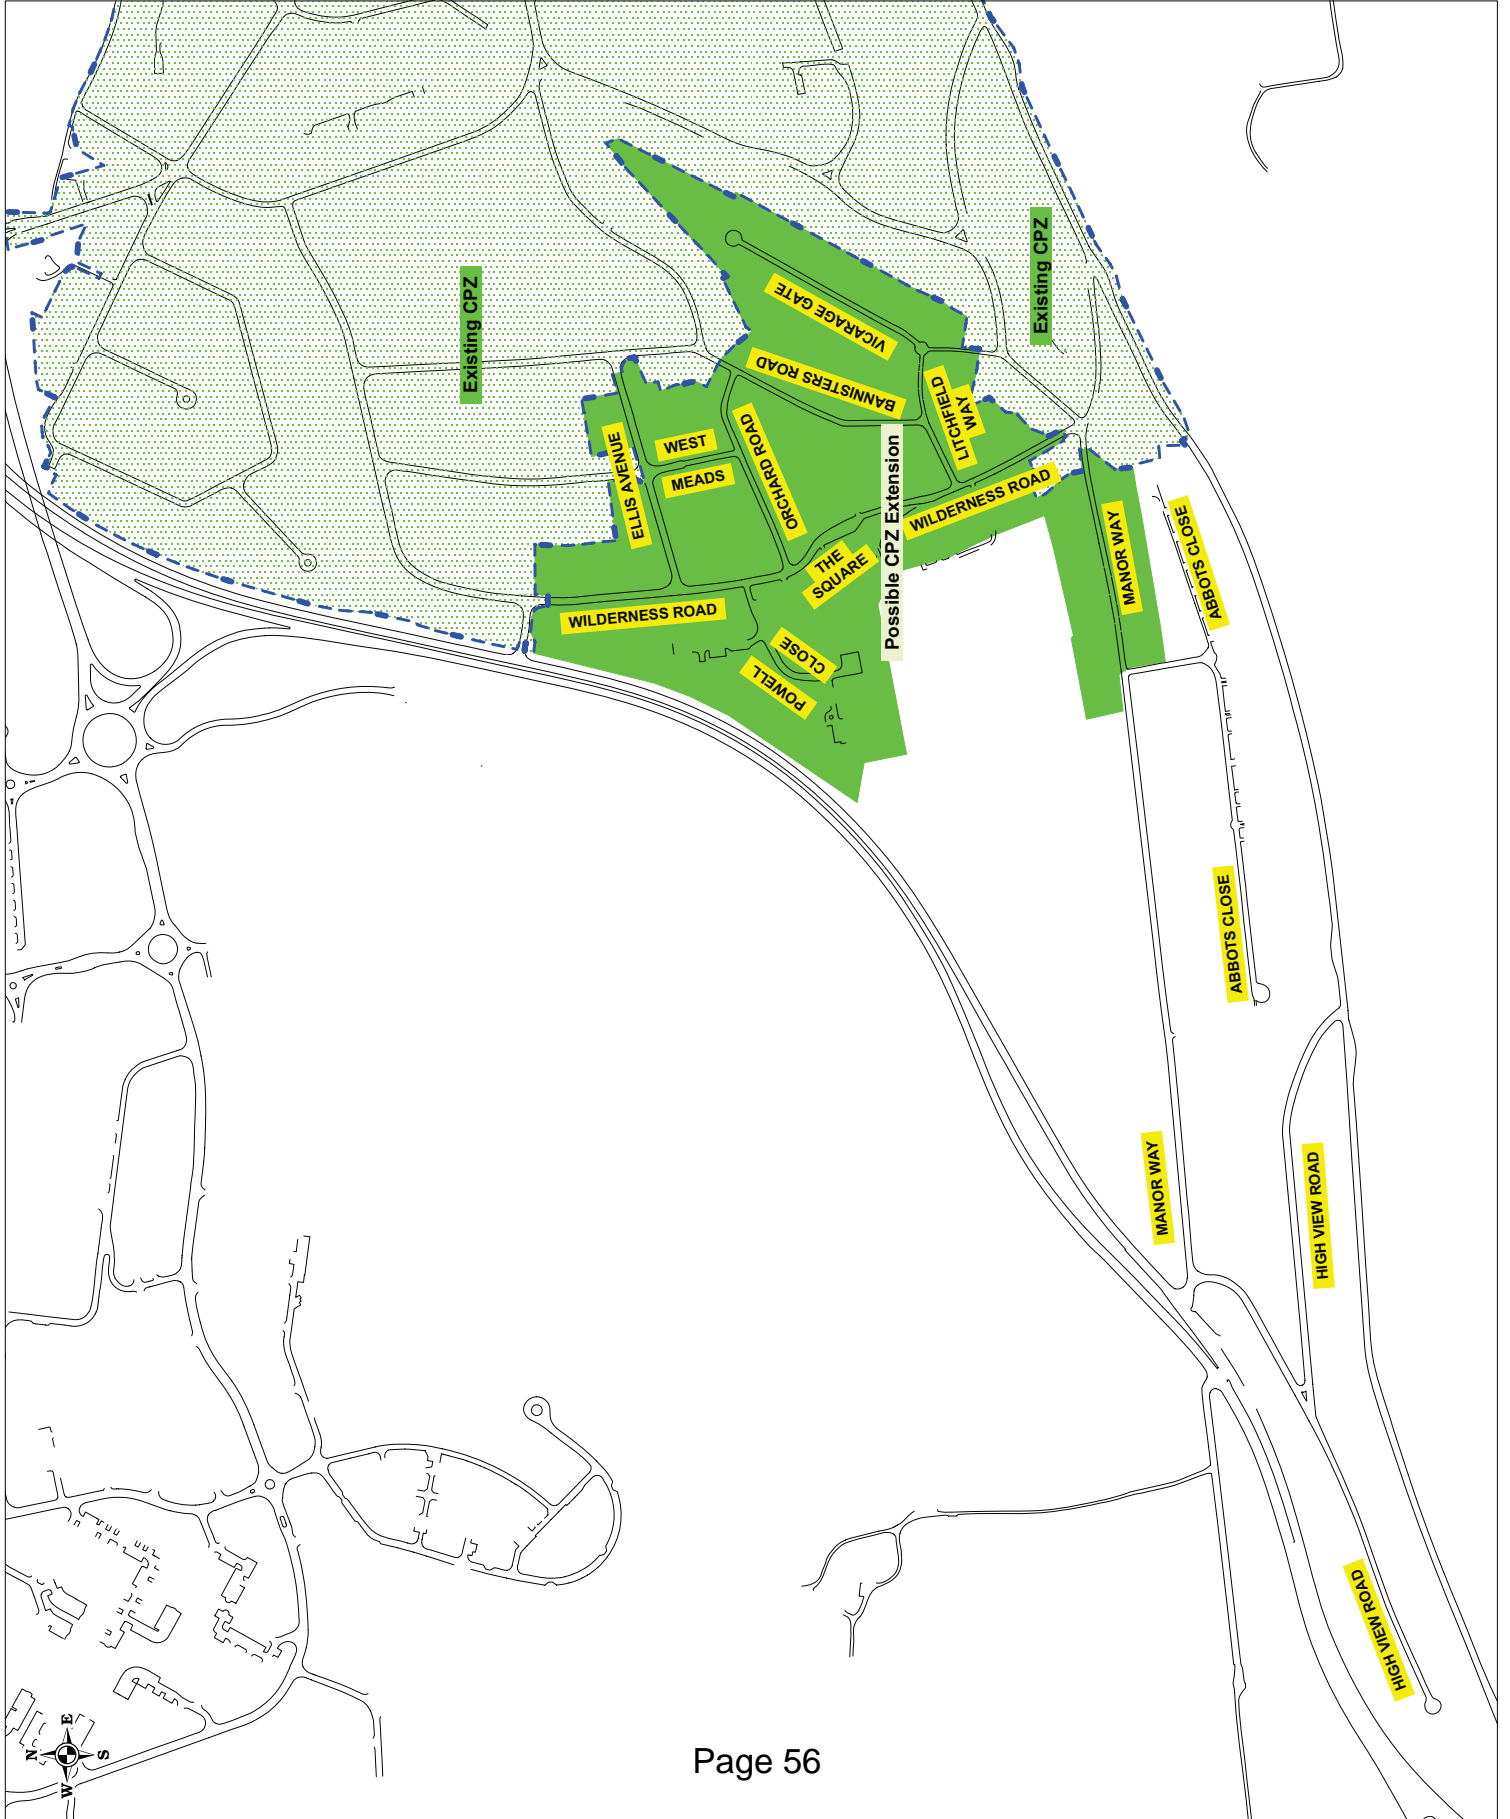 Existing CPZ
Existing CPZ
VICARAGE GATE
BANNISTERS ROAD
LITCHFIELD
WAY
WEST
MEADS
ORCHARD ROAD
ELLIS AVENUE
WILDERNESS ROAD
THE
SQUARE
Possible CPZ Extension
WILDERNESS ROAD
POWELL
CLOSE
MANOR WAY
ABBOTS CLOSE
ABBOTS CLOSE
MANOR WAY
HIGH VIEW ROAD
HIGH VIEW ROAD
N
E
S
W
Page 56